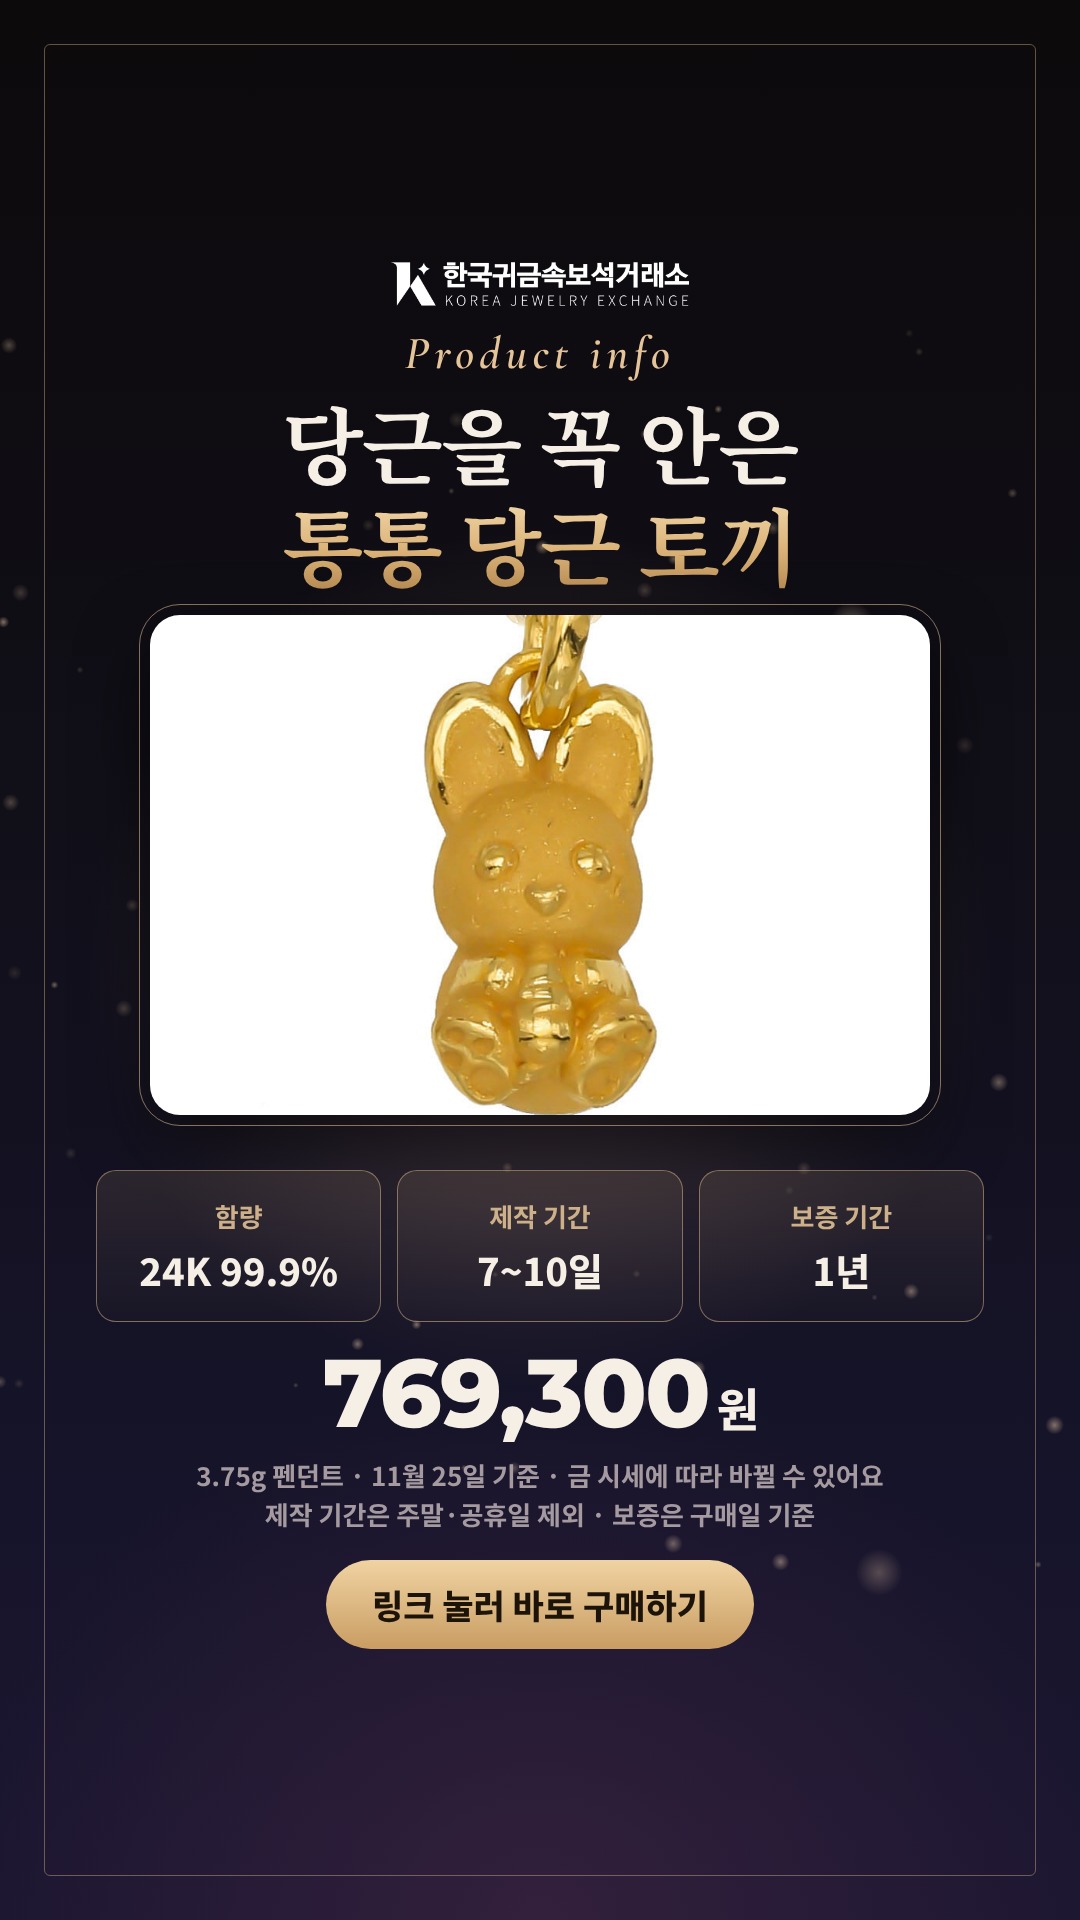 한국귀금속보석거래소
KOREA JEWELRY EXCHANGE
Product info
당근을 꼭 안은
통통 당근 토끼
함량
24K 99.9%
제작 기간
7~10일
보증 기간
1년
769,300원
3.75g 펜던트 · 11월 25일 기준 · 금 시세에 따라 바뀔 수 있어요
제작 기간은 주말·공휴일 제외 · 보증은 구매일 기준
링크 눌러 바로 구매하기